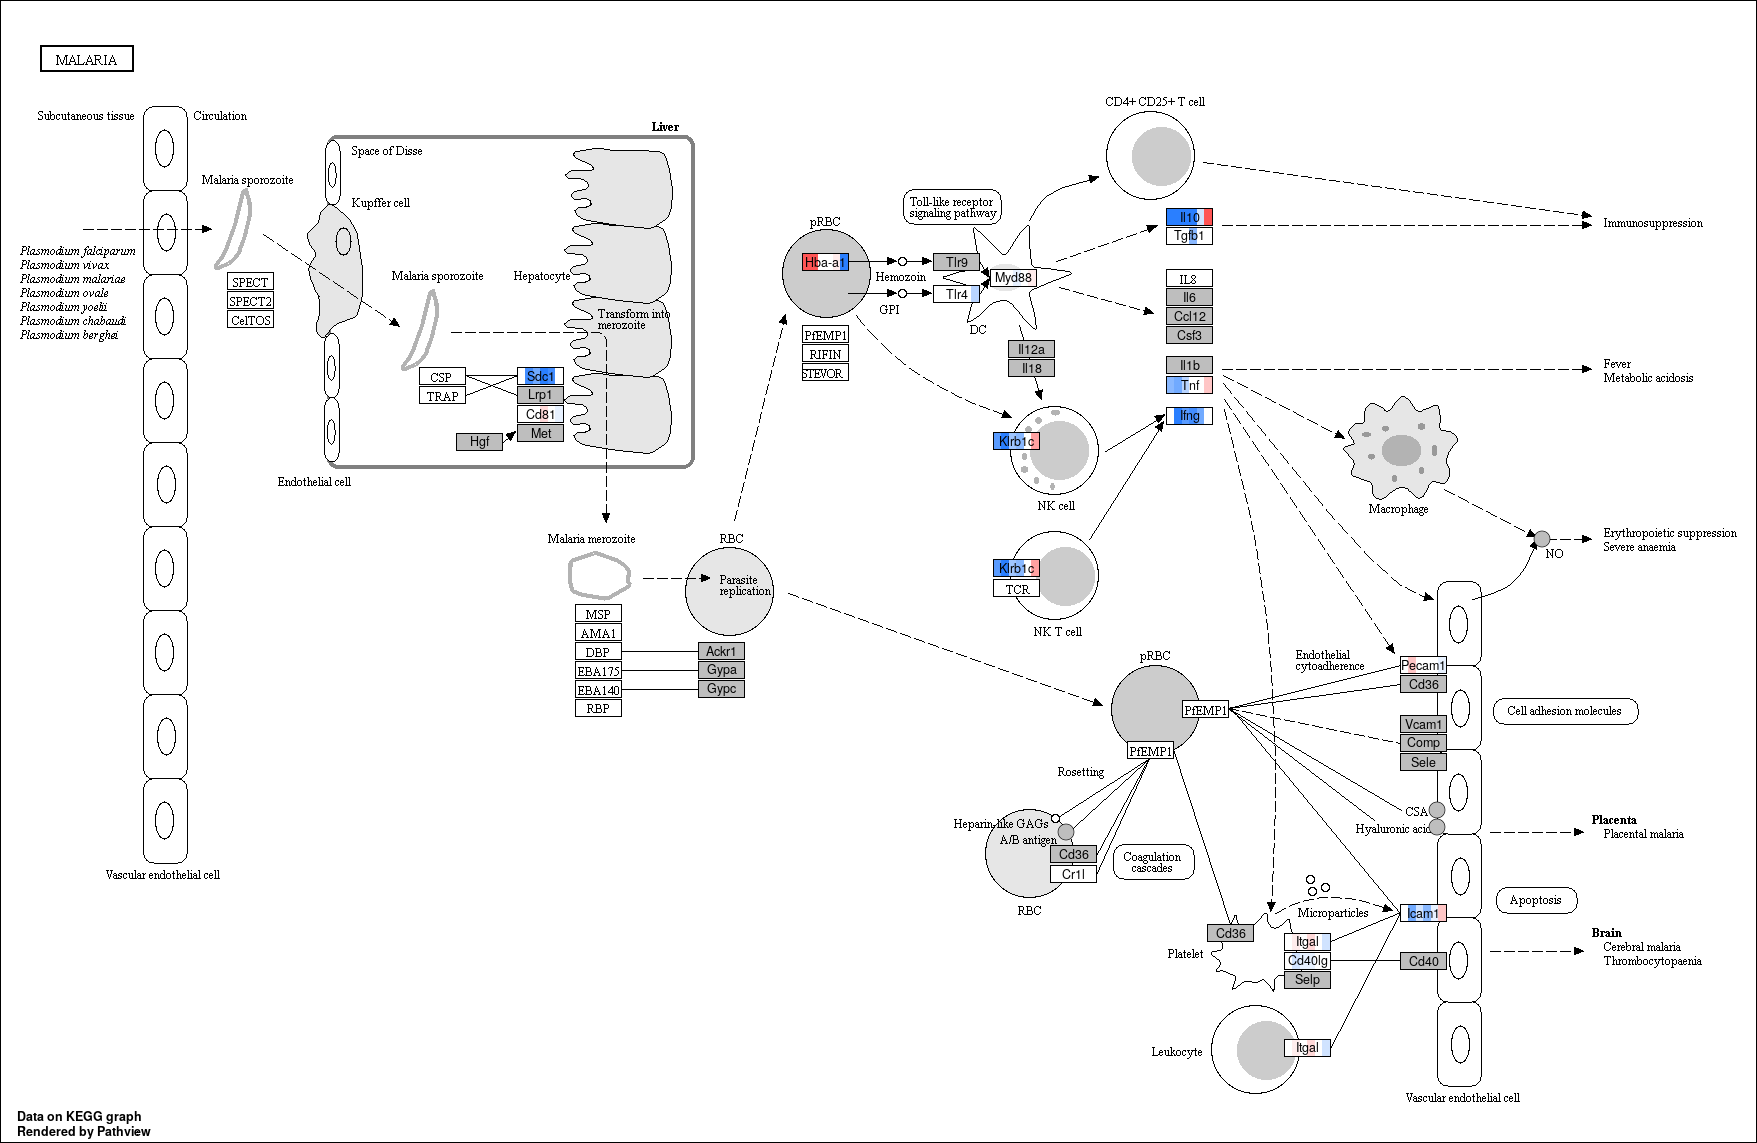 MALARIA
Subcutaneous tissue
Circulation
Malaria sporozoite
Plasmodium falciparum
Plasmodium vivax
Plasmodium malariae
Plasmodium ovale
Plasmodium yoelii
Plasmodium chabaudi
Plasmodium berghei
SPECT
SPECT2
CelTOS
Vascular endothelial cell
Liver
Space of Disse
Kupffer cell
Malaria sporozoite
Hepatocyte
Transform into
merozoite
CSP
TRAP
Sdc1
Lrp1
Cd81
Met
Hgf
Endothelial cell
Malaria merozoite
MSP
AMA1
DBP
EBA175
EBA140
RBP
RBC
Parasite
replication
Ackr1
Gypa
Gypc
pRBC
Hba-a1
PfEMP1
RIFIN
STEVOR
Hemozoin
GPI
Toll-like receptor
signaling pathway
Tlr9
Tlr4
Myd88
DC
Il12a
Il18
CD4+ CD25+ T cell
Il10
Tgfb1
IL8
Il6
Ccl12
Csf3
Il1b
Tnf
Ifng
Klrb1c
NK cell
Klrb1c
TCR
NK T cell
Immunosuppression
Fever
Metabolic acidosis
Macrophage
NO
Erythropoietic suppression
Severe anaemia
pRBC
PfEMP1
PfEMP1
Rosetting
Heparin-like GAGs
A/B antigen
Cd36
Cr1l
RBC
Coagulation
cascades
Endothelial
cytoadherence
Pecam1
Cd36
Vcam1
Comp
Sele
CSA
Hyaluronic acid
Cell adhesion molecules
Placenta
Placental malaria
Apoptosis
Brain
Cerebral malaria
Thrombocytopaenia
Microparticles
Icam1
Cd36
Platelet
Itgal
Cd40lg
Selp
Cd40
Leukocyte
Itgal
Vascular endothelial cell
Data on KEGG graph
Rendered by Pathview